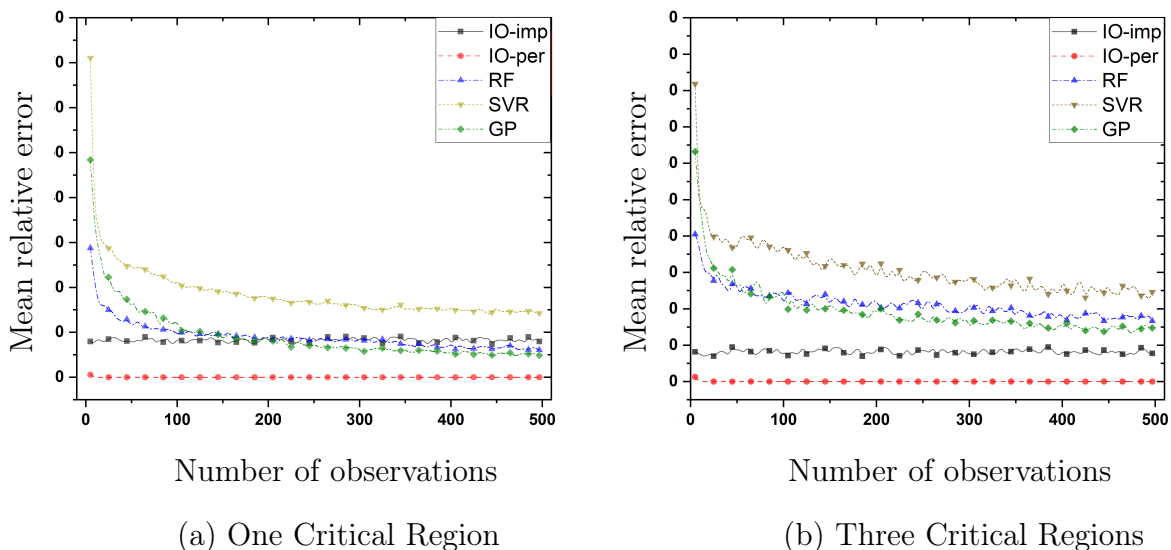 Mean relative error
IO-imp
IO-per
RF
SVR
GP
0
0 100 200 300 400 500
Number of observations
(a) One Critical Region
Mean relative error
IO-imp
IO-per
RF
SVR
GP
0
0 100 200 300 400 500
Number of observations
(b) Three Critical Regions